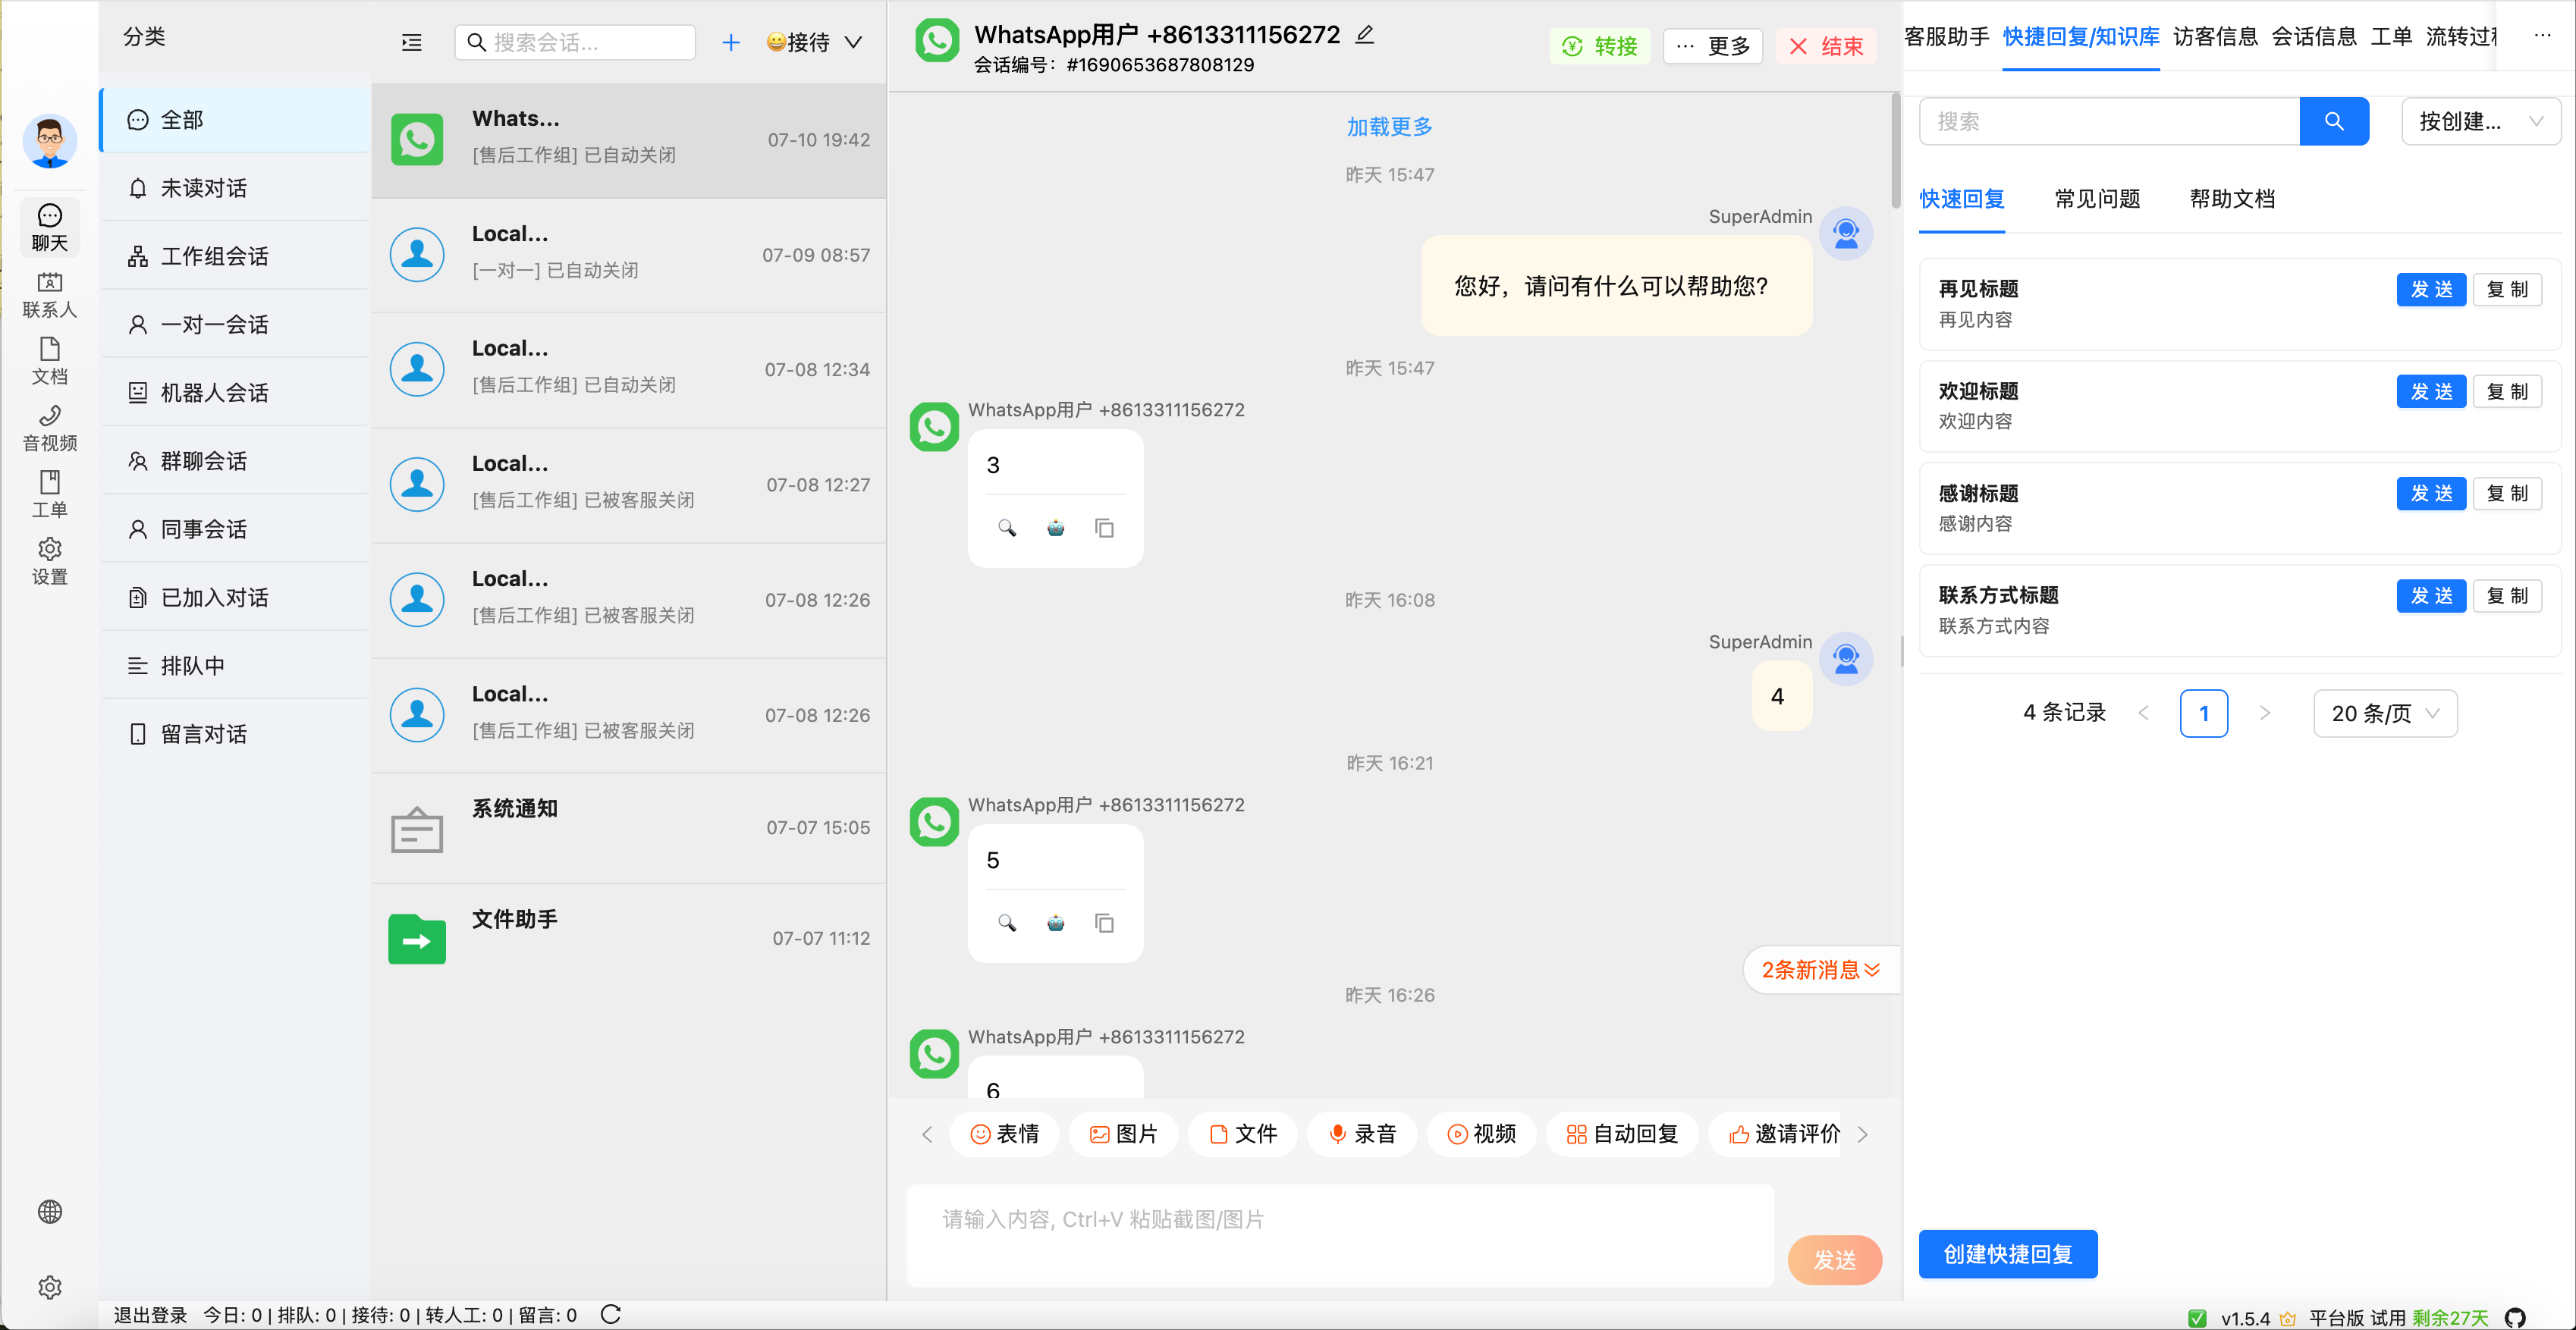 聊天
联系人
文档
音视频
工单
设置
分类
全部
未读对话
工作组会话
一对一会话
机器人会话
群聊会话
同事会话
已加入对话
排队中
留言对话
搜索会话...
😀接待
Whats...
07-10 19:42
[售后工作组] 已自动关闭
Local...
07-09 08:57
[一对一] 已自动关闭
Local...
07-08 12:34
[售后工作组] 已自动关闭
Local...
07-08 12:27
[售后工作组] 已被客服关闭
Local...
07-08 12:26
[售后工作组] 已被客服关闭
Local...
07-08 12:26
[售后工作组] 已被客服关闭
系统通知
07-07 15:05
文件助手
07-07 11:12
WhatsApp用户 +8613311156272
会话编号：#1690653687808129
转接
··· 更多
结束
加载更多
昨天 15:47
SuperAdmin
您好，请问有什么可以帮助您?
昨天 15:47
WhatsApp用户 +8613311156272
3
昨天 16:08
SuperAdmin
4
昨天 16:21
WhatsApp用户 +8613311156272
5
2条新消息
昨天 16:26
WhatsApp用户 +8613311156272
6
表情
图片
文件
录音
视频
自动回复
邀请评价
请输入内容, Ctrl+V 粘贴截图/图片
发送
客服助手 快捷回复/知识库 访客信息 会话信息 工单 流转过程 ···
搜索
按创建...
快速回复 常见问题 帮助文档
再见标题
再见内容
发 送 复 制
欢迎标题
欢迎内容
发 送 复 制
感谢标题
感谢内容
发 送 复 制
联系方式标题
联系方式内容
发 送 复 制
4 条记录 < 1 > 20 条/页
创建快捷回复
退出登录 今日: 0 | 排队: 0 | 接待: 0 | 转人工: 0 | 留言: 0
✅ v1.5.4 平台版 试用 剩余27天